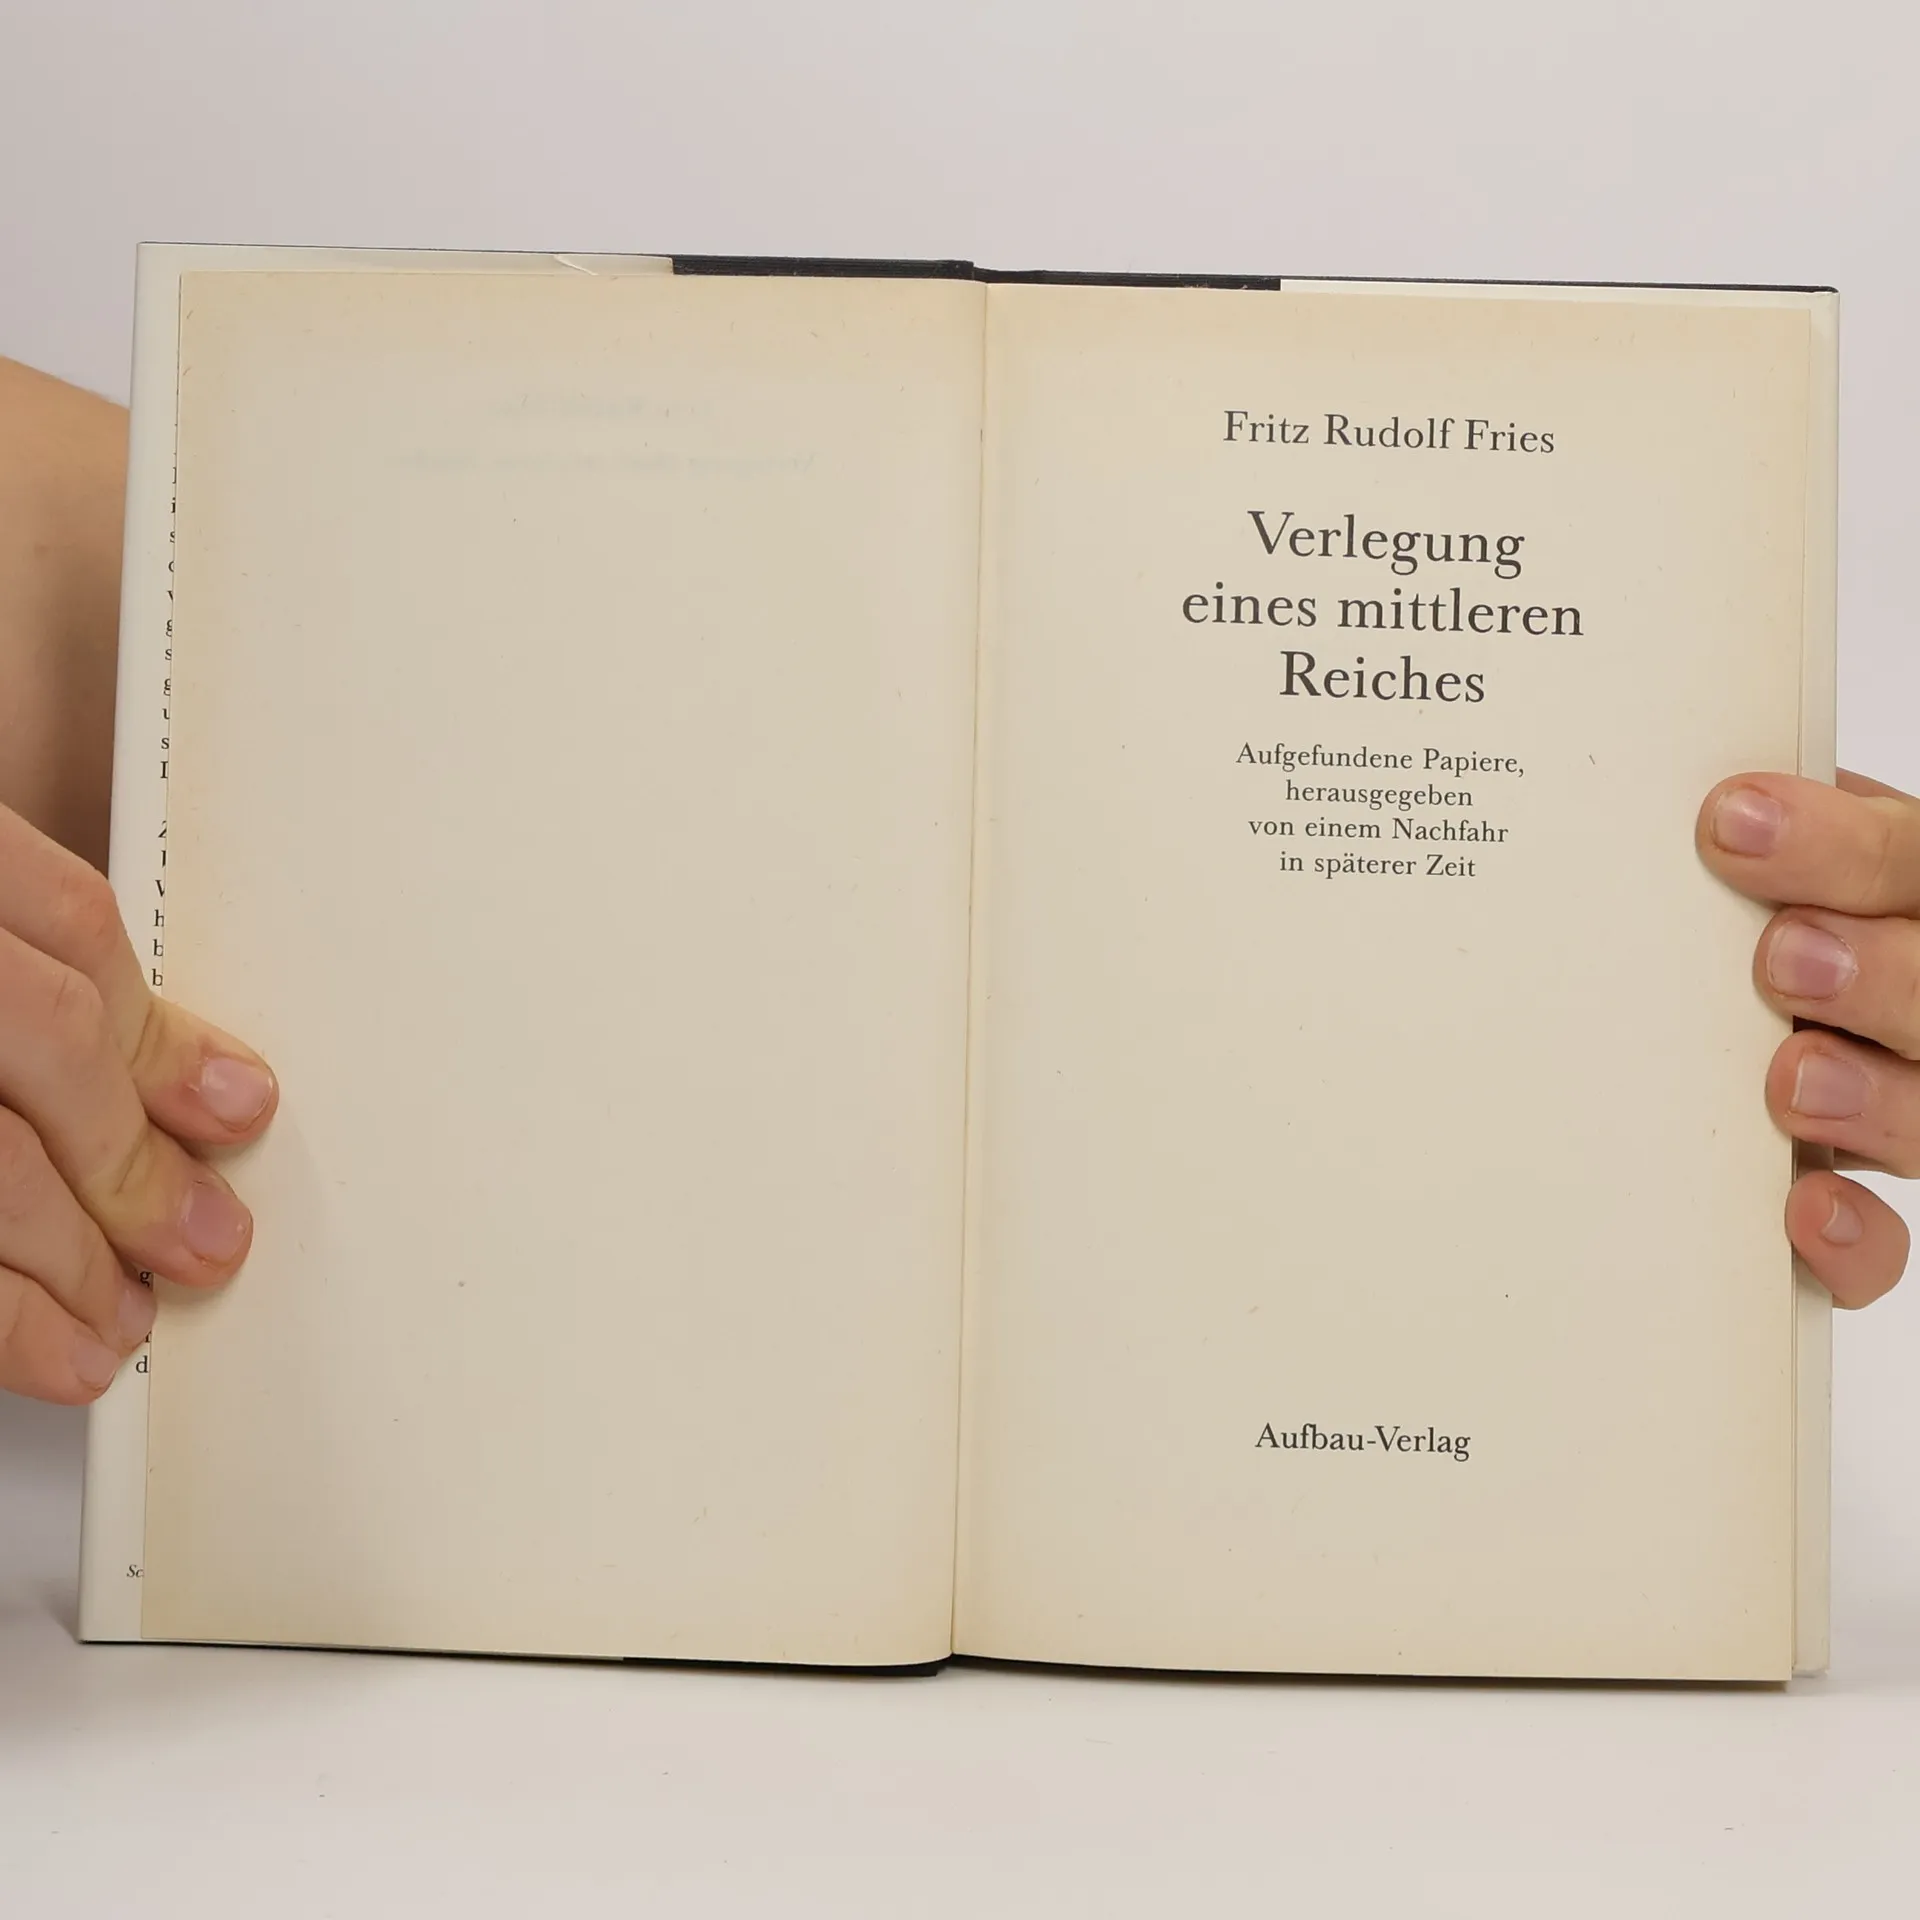 Fritz Rudolf Fries
Verlegung
eines mittleren
Reiches
Aufgefundene Papiere,
herausgegeben
von einem Nachfahr
in späterer Zeit
Aufbau-Verlag